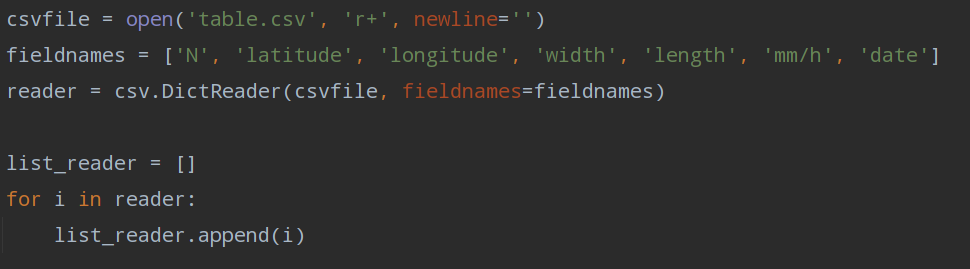 csvfile = open('table.csv', 'r+', newline='')
fieldnames = ['N', 'latitude', 'longitude', 'width', 'length', 'mm/h', 'date']
reader = csv.DictReader(csvfile, fieldnames=fieldnames)
list_reader = []
for i in reader:
    list_reader.append(i)